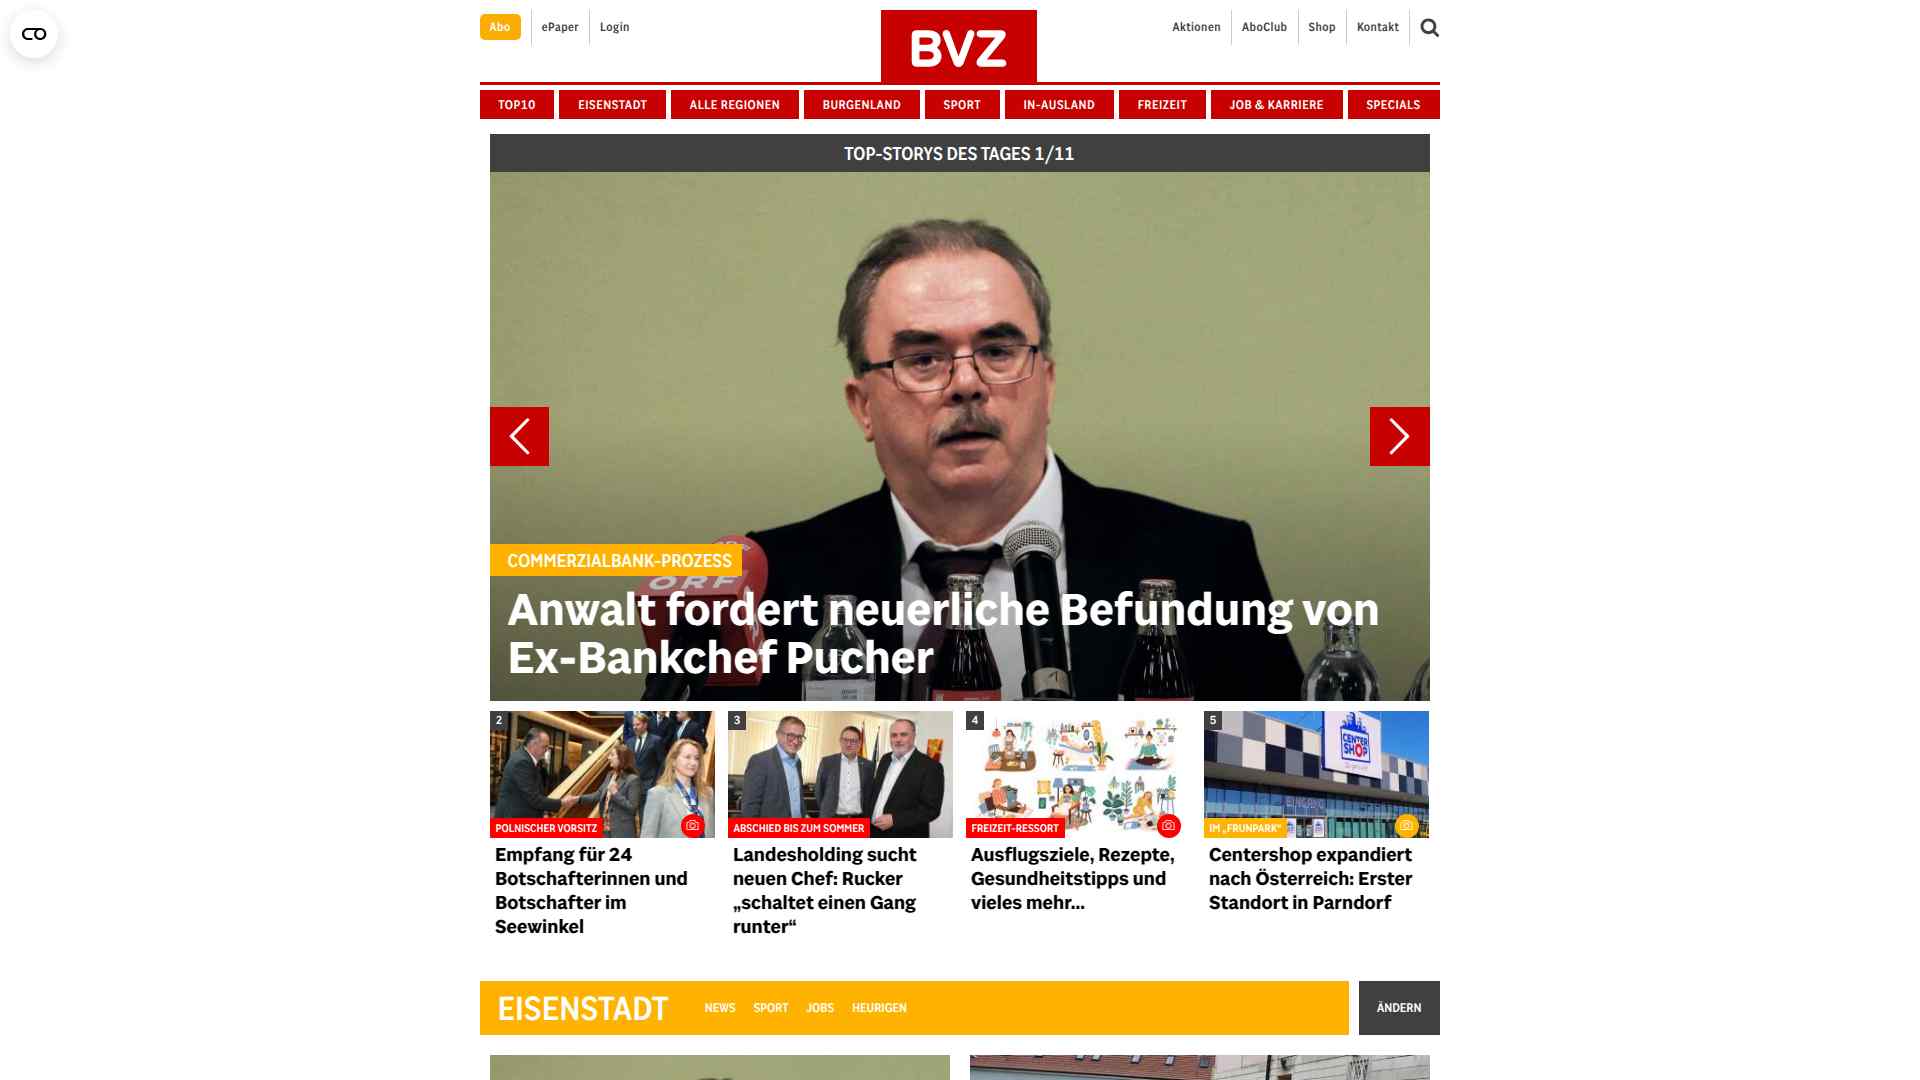 Abo
ePaper
Login
BVZ
Aktionen
AboClub
Shop
Kontakt
TOP10
EISENSTADT
ALLE REGIONEN
BURGENLAND
SPORT
IN-AUSLAND
FREIZEIT
JOB & KARRIERE
SPECIALS
TOP-STORYS DES TAGES 1/11
COMMERZIALBANK-PROZESS
ORF
Anwalt fordert neuerliche Befundung von
Ex-Bankchef Pucher
2
POLNISCHER VORSITZ
Empfang für 24
Botschafterinnen und
Botschafter im
Seewinkel
3
ABSCHIED BIS ZUM SOMMER
Landesholding sucht
neuen Chef: Rucker
„schaltet einen Gang
runter“
4
FREIZEIT-RESSORT
Ausflugsziele, Rezepte,
Gesundheitstipps und
vieles mehr...
5
CENTER
SHOP
IM „FRUNPARK“
Centershop expandiert
nach Österreich: Erster
Standort in Parndorf
EISENSTADT
NEWS
SPORT
JOBS
HEURIGEN
ÄNDERN